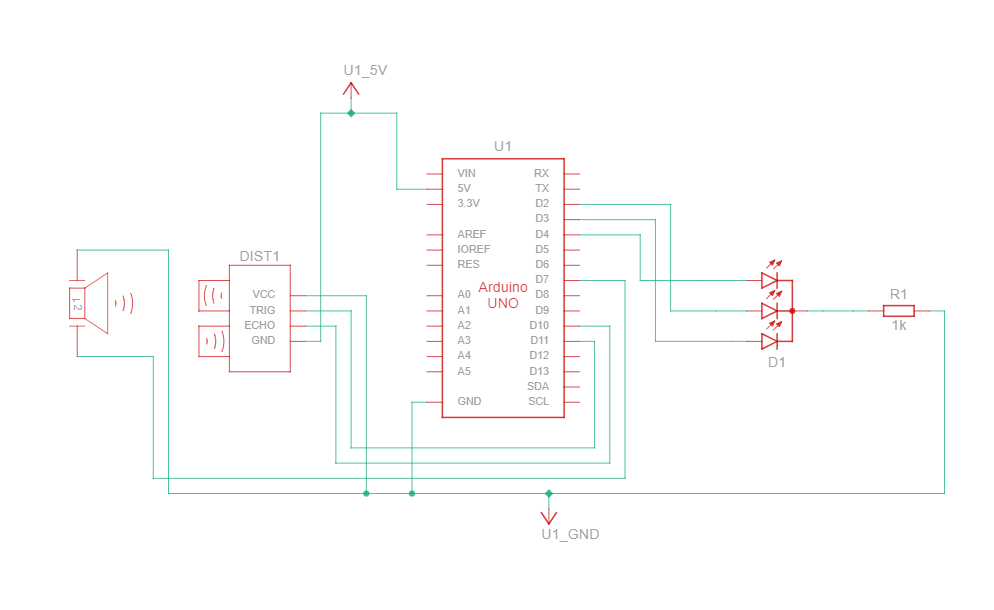 U1_5V
U1
VIN
5V
3.3V
AREF
IOREF
RES
A0
A1
A2
A3
A4
A5
GND
Arduino
UNO
RX
TX
D2
D3
D4
D5
D6
D7
D8
D9
D10
D11
D12
D13
SDA
SCL
DIST1
VCC
TRIG
ECHO
GND
1 2
D1
R1
1k
U1_GND